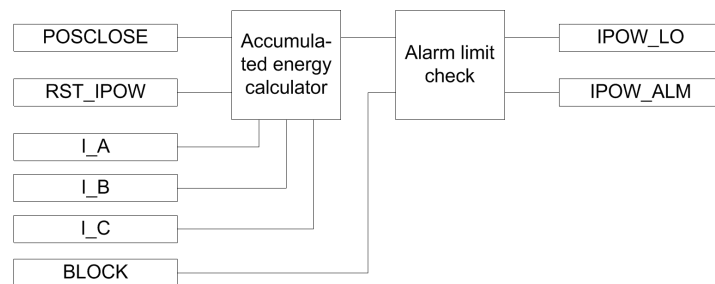 POSCLOSE
RST_IPOW
I_A
I_B
I_C
BLOCK
Accumula-
ted energy
calculator
Alarm limit
check
IPOW_LO
IPOW_ALM